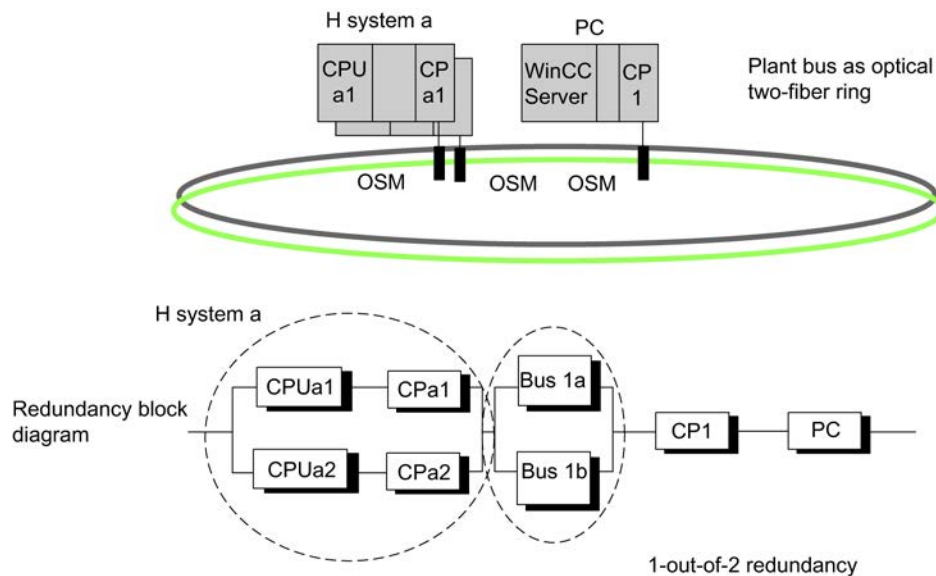 H system a
PC
CPU
a1
CP
a1
WinCC
Server
CP
1
Plant bus as optical
two-fiber ring
OSM
OSM
OSM
H system a
Redundancy block
diagram
CPUa1
CPa1
Bus 1a
CP1
PC
CPUa2
CPa2
Bus 1b
1-out-of-2 redundancy